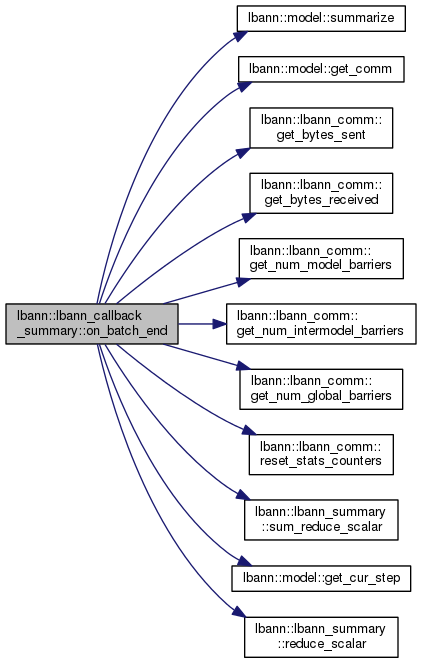 lbann::model::summarize
lbann::model::get_comm
lbann::lbann_comm::
get_bytes_sent
lbann::lbann_comm::
get_bytes_received
lbann::lbann_comm::
get_num_model_barriers
lbann::lbann_callback
_summary::on_batch_end
lbann::lbann_comm::
get_num_intermodel_barriers
lbann::lbann_comm::
get_num_global_barriers
lbann::lbann_comm::
reset_stats_counters
lbann::lbann_summary
::sum_reduce_scalar
lbann::model::get_cur_step
lbann::lbann_summary
::reduce_scalar